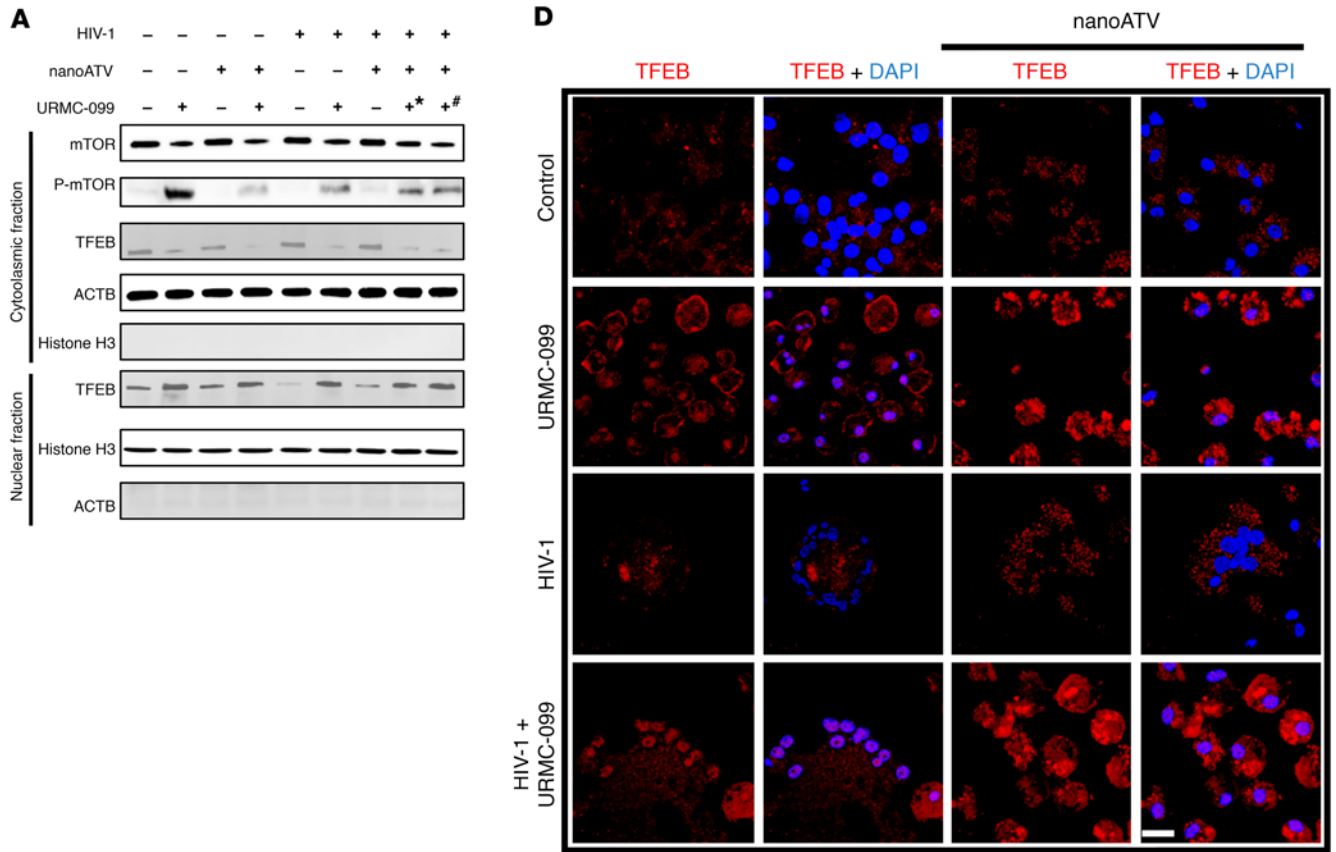 A
HIV-1 – – – – + + + + +
nanoATV – – + + – – + + +
URMC-099 – + – + – + – +* +#
Cytoolasmic fraction
mTOR
P-mTOR
TFEB
ACTB
Histone H3
Nuclear fraction
TFEB
Histone H3
ACTB
D
nanoATV
TFEB TFEB + DAPI TFEB TFEB + DAPI
Control
URMC-099
HIV-1
HIV-1 +
URMC-099